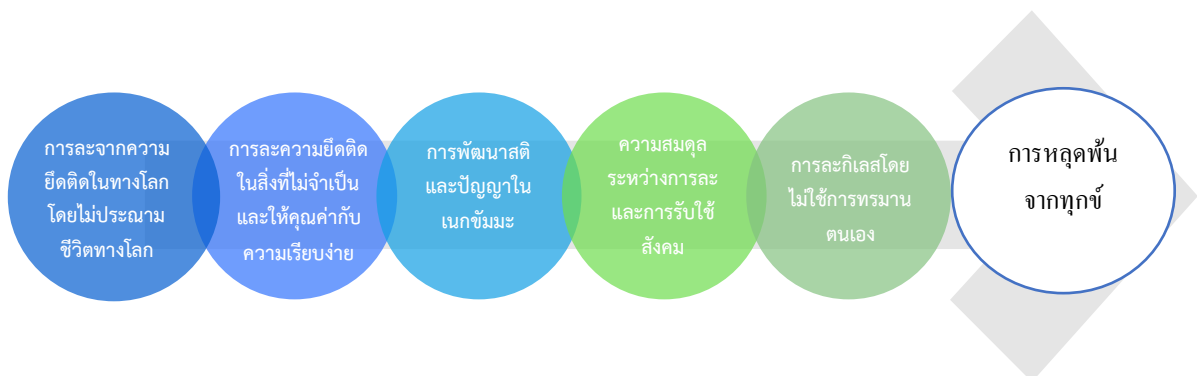 การละจากความ
ยึดติดในทางโลก
โดยไม่ประณาม
ชีวิตทางโลก
การละความยึดติด
ในสิ่งที่ไม่จำเป็น
และให้คุณค่ากับ
ความเรียบง่าย
การพัฒนาสติ
และปัญญาใน
เนกขัมมะ
ความสมดุล
ระหว่างการละ
และการรับใช้
สังคม
การละกิเลสโดย
ไม่ใช้การทรมาน
ตนเอง
การหลุดพ้น
จากทุกข์